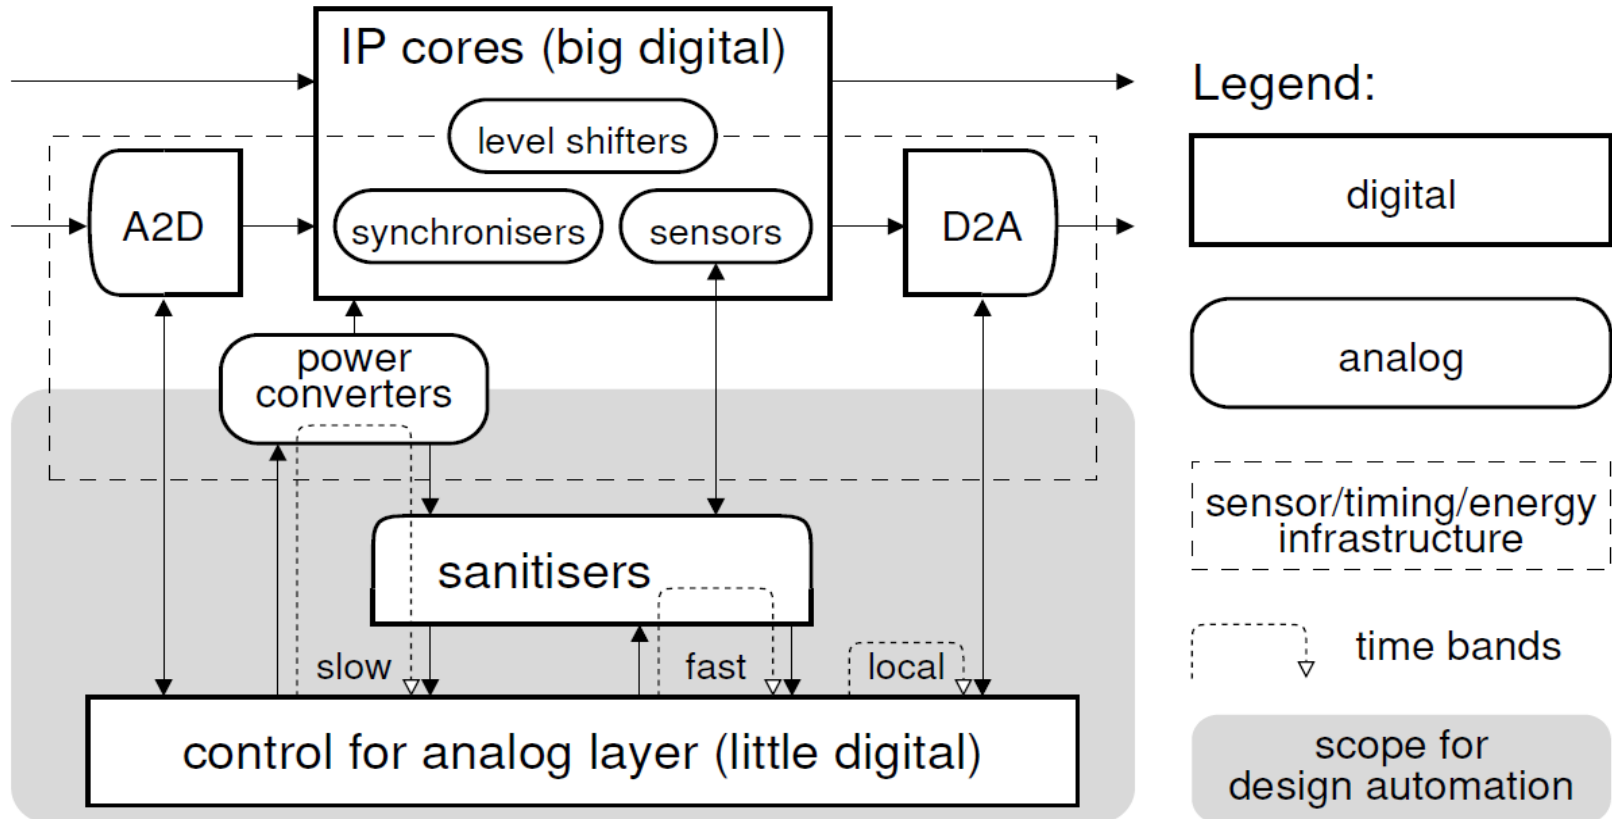 IP cores (big digital)
level shifters
synchronisers
sensors
A2D
D2A
power
converters
sanitisers
slow
fast
local
control for analog layer (little digital)
Legend:
digital
analog
sensor/timing/energy
infrastructure
time bands
scope for
design automation